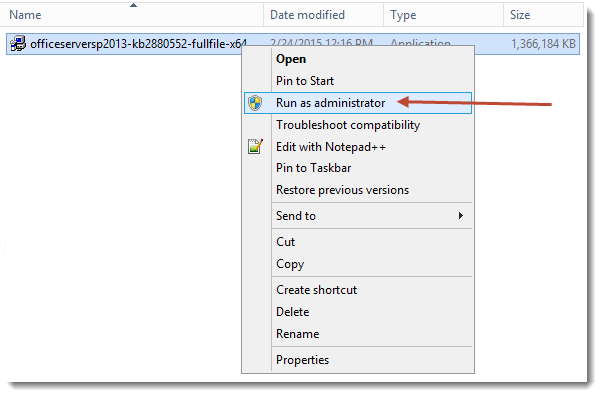 Name Date modified Type Size
officeserversp2013-kb2880552-fullfile-x64 2/24/2015 12:16 PM Application 1,366,184 KB
Open
Pin to Start
Run as administrator
Troubleshoot compatibility
Edit with Notepad++
Pin to Taskbar
Restore previous versions
Send to
Cut
Copy
Create shortcut
Delete
Rename
Properties